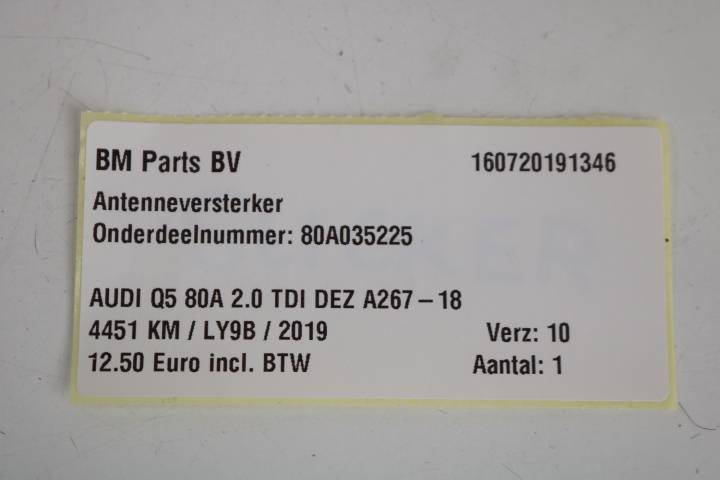 BM Parts BV 160720191346
Antenneversterker
Onderdeelnummer: 80A035225
AUDI Q5 80A 2.0 TDI DEZ A267-18
4451 KM / LY9B / 2019 Verz: 10
12.50 Euro incl. BTW Aantal: 1